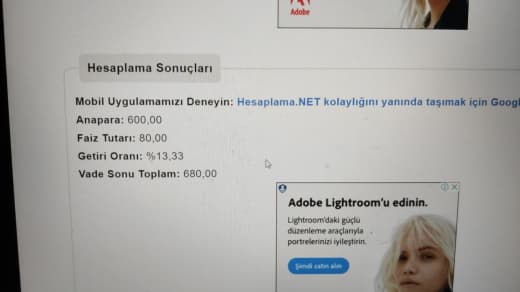 Adobe
Hesaplama Sonuçları
Mobil Uygulamamızı Deneyin: Hesaplama.NET kolaylığını yanında taşımak için Goog
Anapara: 600,00
Faiz Tutarı: 80,00
Getiri Oranı: %13,33
Vade Sonu Toplam: 680,00
Adobe Lightroom'u edinin.
Lightroom'daki güçlü
düzenleme araçlarıyla
portrelerinizi iyileştirin.
Şimdi satın alın